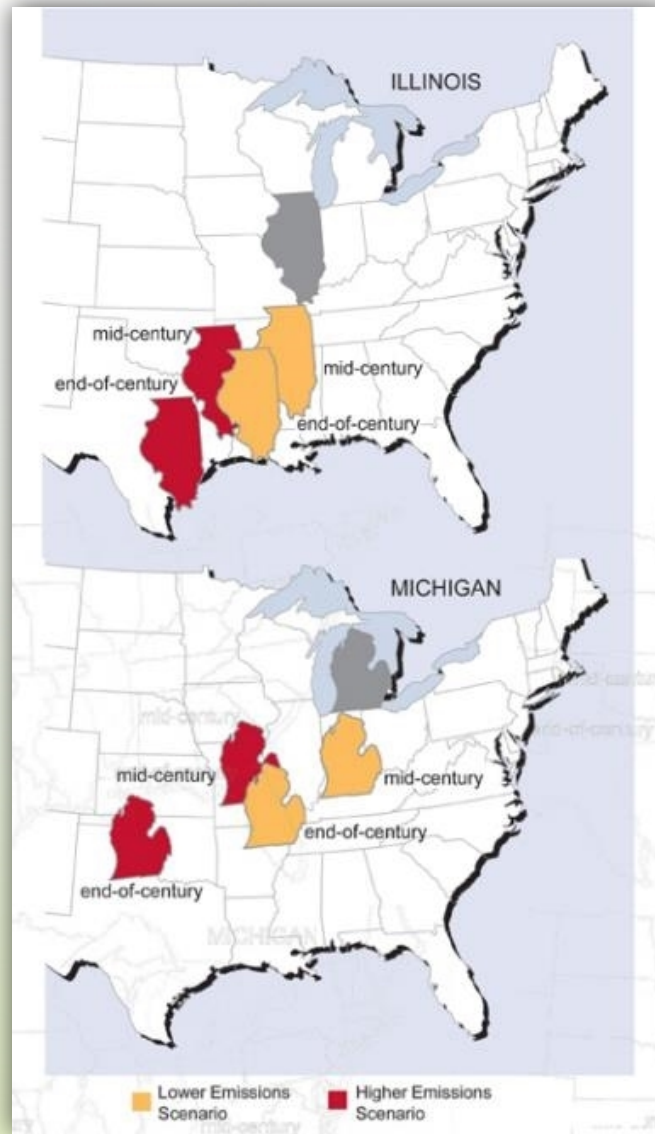 ILLINOIS
mid-century
end-of-century
mid-century
end-of-century
MICHIGAN
mid-century
mid-century
end-of-century
end-of-century
MICHIGAN
Lower Emissions
Scenario
Higher Emissions
Scenario